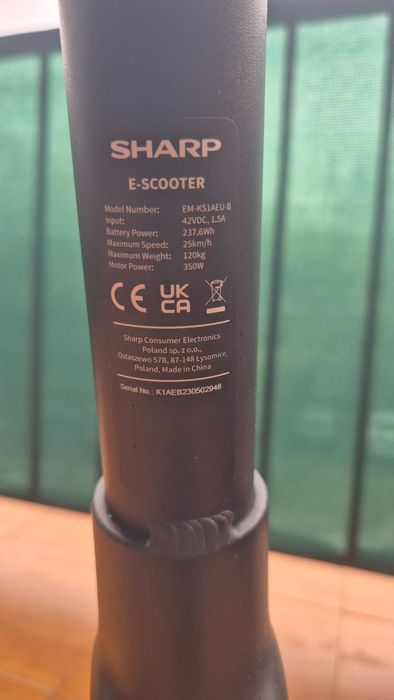 SHARP
E-SCOOTER
Model Number: EM-KS1AEU-B
Input: 42VDC, 1.5A
Battery Power: 237,6Wh
Maximum Speed: 25km/h
Maximum Weight: 120kg
Motor Power: 350W
CE UK
CA
Sharp Consumer Electronics
Poland sp. z o.o.,
Ostaszewo 57B, 87-148 Łysomice,
Poland, Made in China
Serial No.: K1AEB230502946